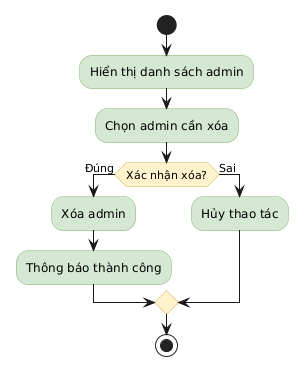 Hiển thị danh sách admin
Chọn admin cần xóa
Xác nhận xóa?
Đúng
Sai
Xóa admin
Hủy thao tác
Thông báo thành công